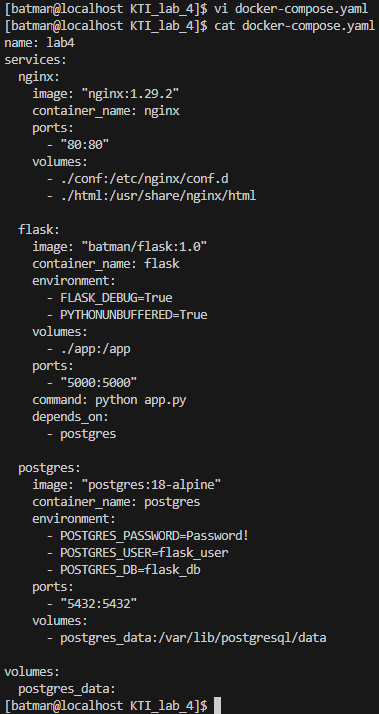 [batman@localhost KTI_lab_4]$ vi docker-compose.yaml
[batman@localhost KTI_lab_4]$ cat docker-compose.yaml
name: lab4
services:
  nginx:
    image: "nginx:1.29.2"
    container_name: nginx
    ports:
      - "80:80"
    volumes:
      - ./conf:/etc/nginx/conf.d
      - ./html:/usr/share/nginx/html

  flask:
    image: "batman/flask:1.0"
    container_name: flask
    environment:
      - FLASK_DEBUG=True
      - PYTHONUNBUFFERED=True
    volumes:
      - ./app:/app
    ports:
      - "5000:5000"
    command: python app.py
    depends_on:
      - postgres

  postgres:
    image: "postgres:18-alpine"
    container_name: postgres
    environment:
      - POSTGRES_PASSWORD=Password!
      - POSTGRES_USER=flask_user
      - POSTGRES_DB=flask_db
    ports:
      - "5432:5432"
    volumes:
      - postgres_data:/var/lib/postgresql/data

volumes:
  postgres_data:
[batman@localhost KTI_lab_4]$